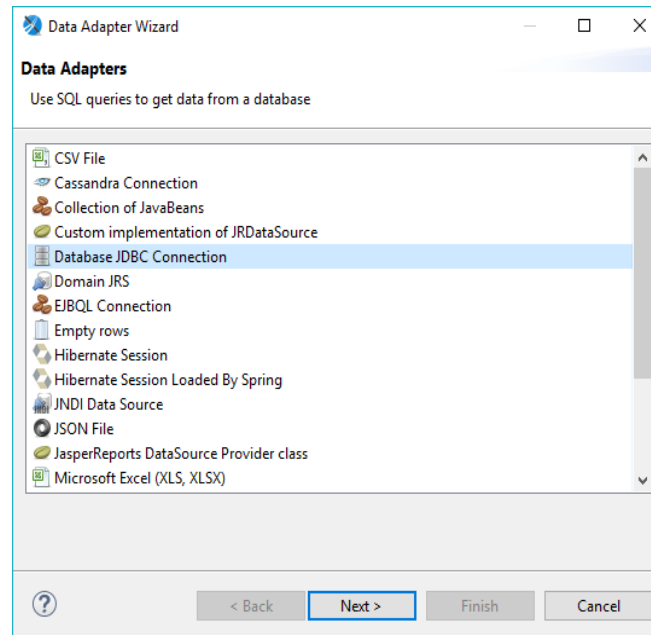 Data Adapter Wizard
Data Adapters
Use SQL queries to get data from a database
CSV File
Cassandra Connection
Collection of JavaBeans
Custom implementation of JRDataSource
Database JDBC Connection
Domain JRS
EJBQL Connection
Empty rows
Hibernate Session
Hibernate Session Loaded By Spring
JNDI Data Source
JSON File
JasperReports DataSource Provider class
Microsoft Excel (XLS, XLSX)
? < Back Next > Finish Cancel